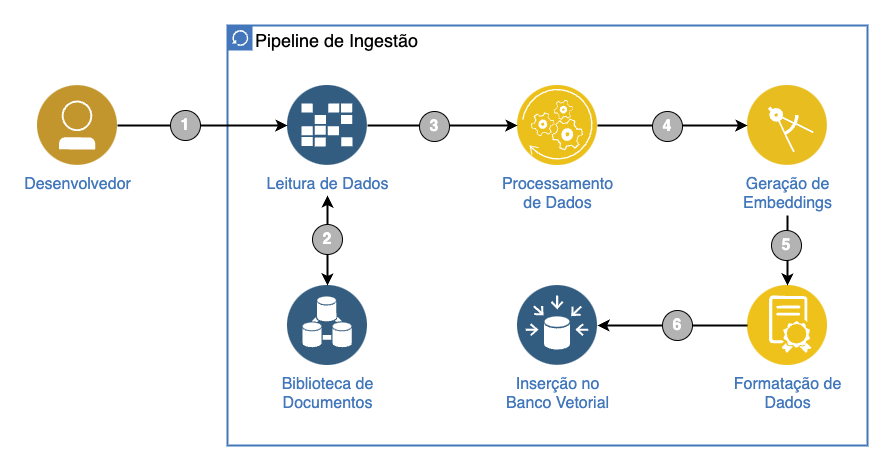 Pipeline de Ingestão
1
3
4
Desenvolvedor
Leitura de Dados
Processamento
de Dados
Geração de
Embeddings
2
5
6
Biblioteca de
Documentos
Inserção no
Banco Vetorial
Formatação de
Dados